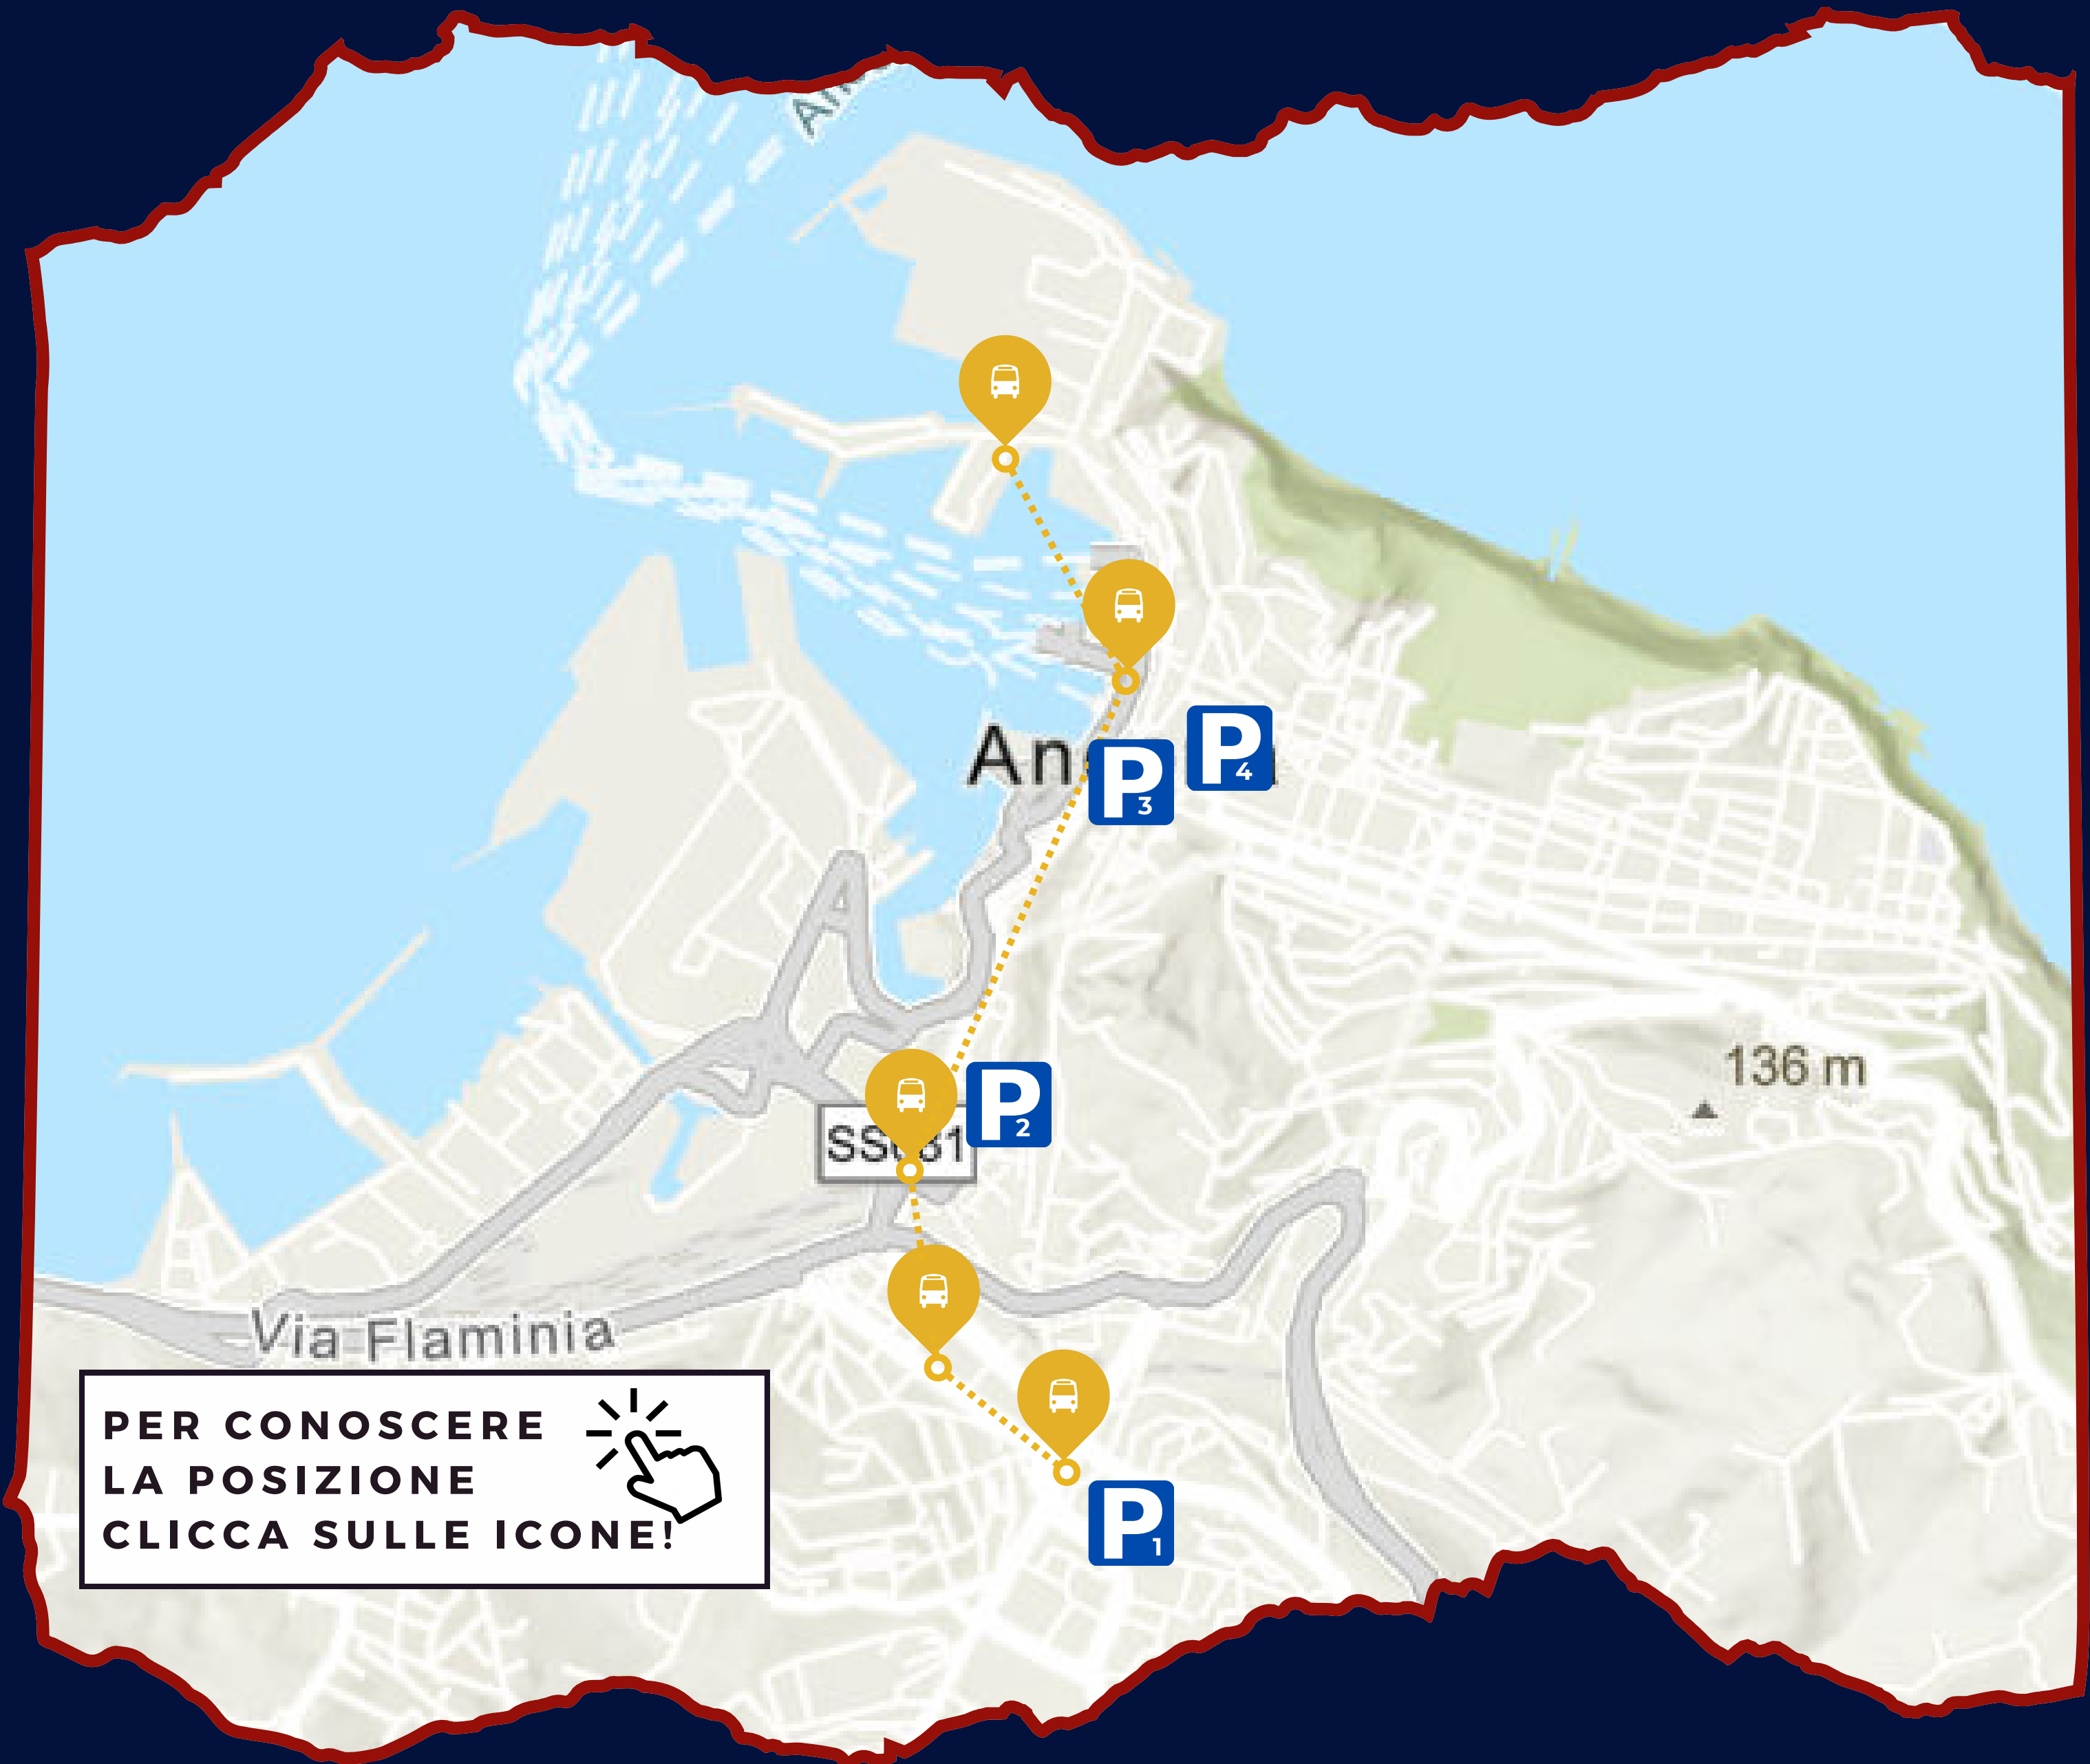 P
4
P
3
136 m
P
2
Via Flaminia
PER CONOSCERE
LA POSIZIONE
CLICCA SULLE ICONE!
P
1